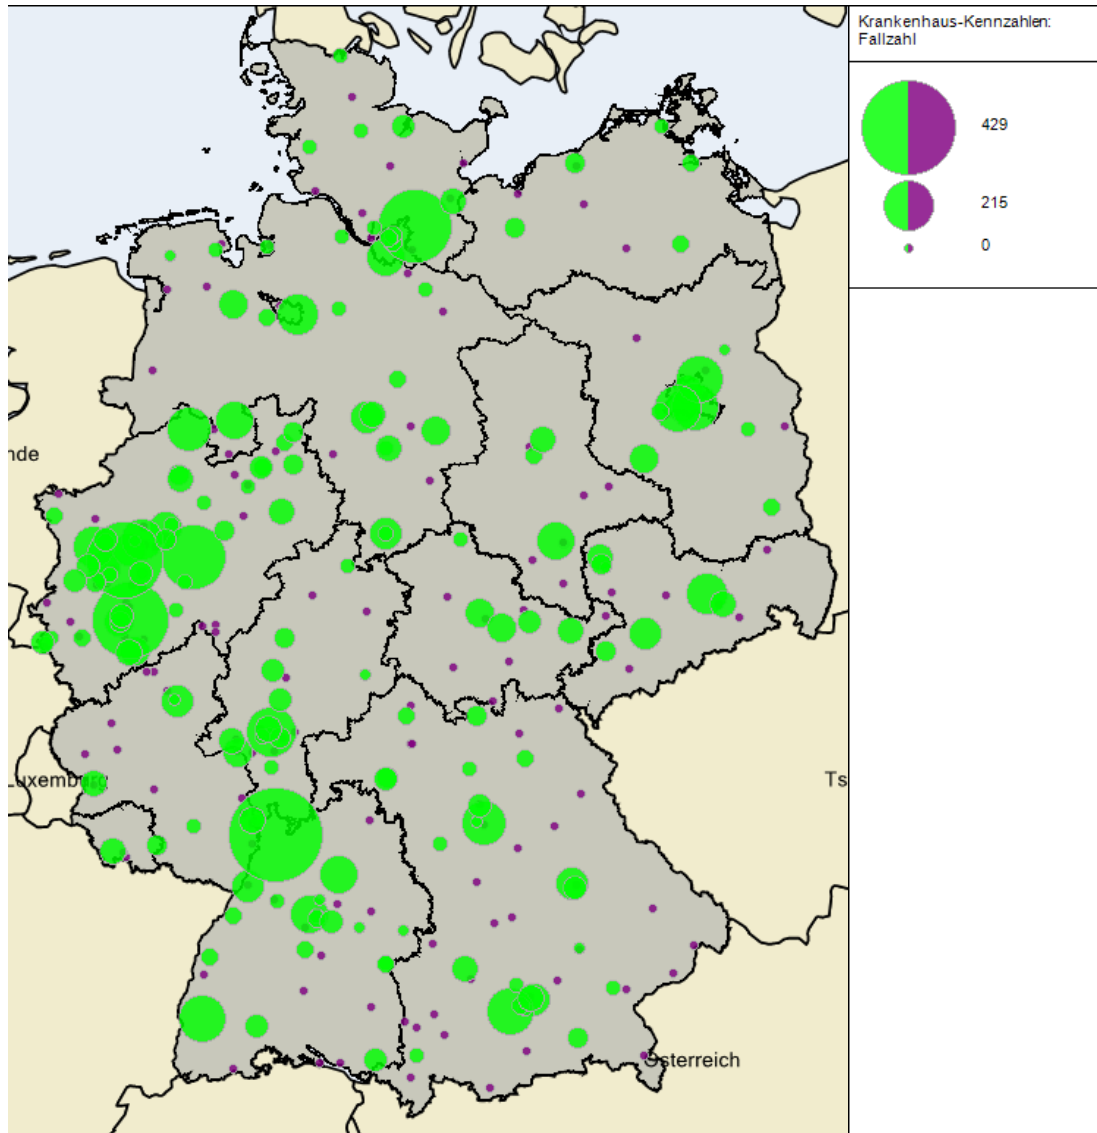 Krankenhaus-Kennzahlen:
Fallzahl
429
215
0
nde
Luxemburg
Ts
Österreich